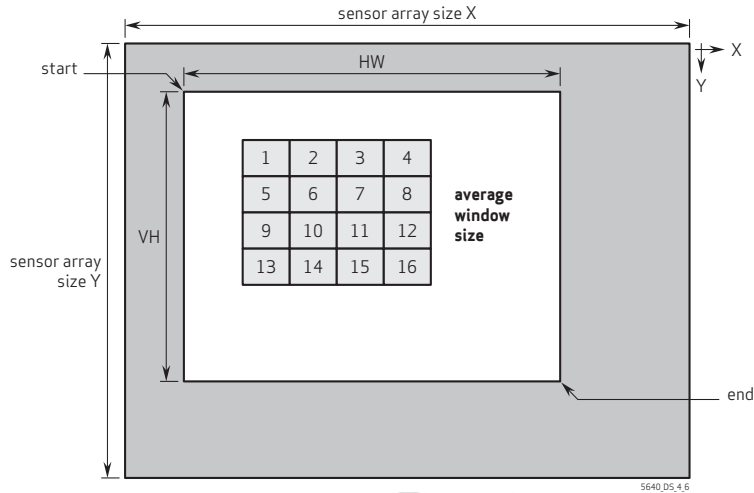 sensor array size X
X
Y
start
HW
1 2 3 4
5 6 7 8
9 10 11 12
13 14 15 16
average
window
size
VH
sensor array
size Y
end
5640_DS_4_6